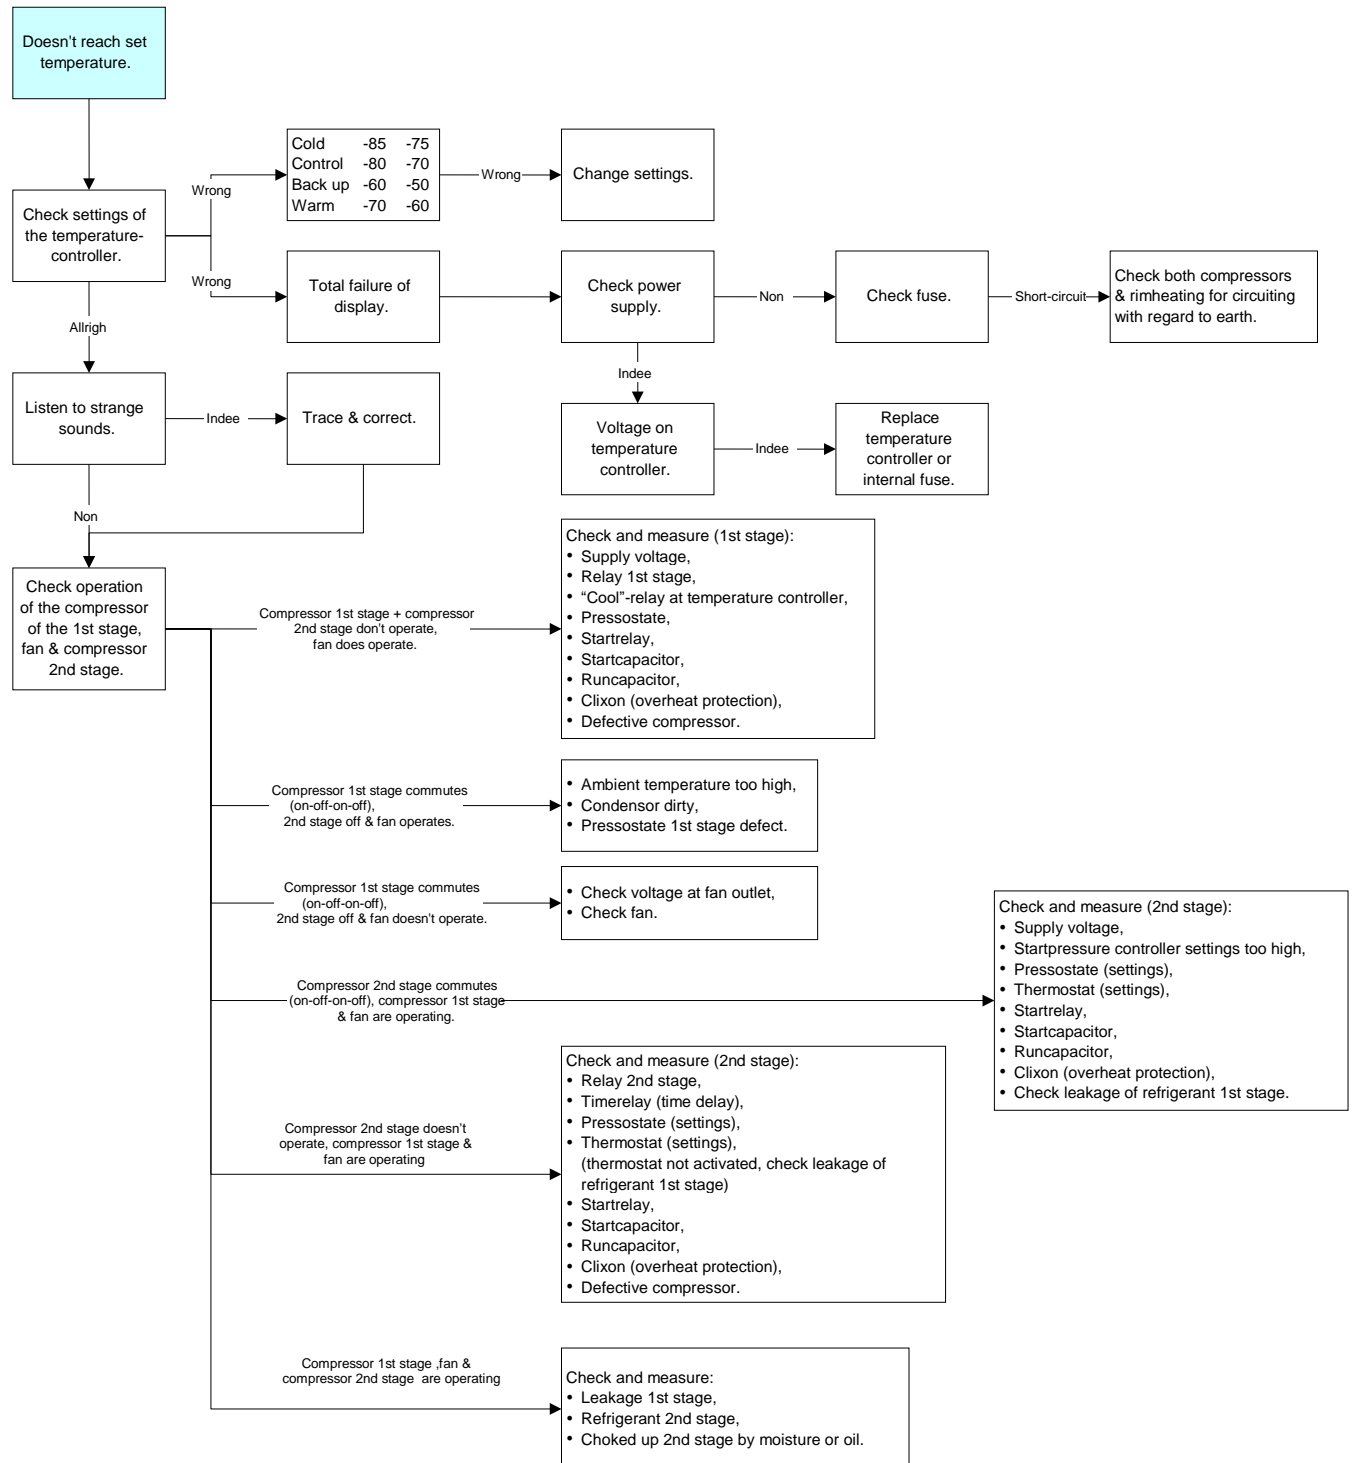 Doesn't reach set
temperature.
Cold -85 -75
Control -80 -70
Back up -60 -50
Warm -70 -60
Wrong
Wrong
Change settings.
Check settings of
the temperature-
controller.
Wrong
Total failure of
display.
Check power
supply.
Non
Check fuse.
Short-circuit
Check both compressors
& rimheating for circuiting
with regard to earth.
Allrigh
Indee
Listen to strange
sounds.
Indee
Trace & correct.
Voltage on
temperature
controller.
Indee
Replace
temperature
controller or
internal fuse.
Non
Check operation
of the compressor
of the 1st stage,
fan & compressor
2nd stage.
Compressor 1st stage + compressor
2nd stage don't operate,
fan does operate.
Check and measure (1st stage):
• Supply voltage,
• Relay 1st stage,
• “Cool”-relay at temperature controller,
• Pressostate,
• Startrelay,
• Startcapacitor,
• Runcapacitor,
• Clixon (overheat protection),
• Defective compressor.
Compressor 1st stage commutes
(on-off-on-off),
2nd stage off & fan operates.
• Ambient temperature too high,
• Condensor dirty,
• Pressostate 1st stage defect.
Compressor 1st stage commutes
(on-off-on-off),
2nd stage off & fan doesn't operate.
• Check voltage at fan outlet,
• Check fan.
Compressor 2nd stage commutes
(on-off-on-off), compressor 1st stage
& fan are operating.
Check and measure (2nd stage):
• Supply voltage,
• Startpressure controller settings too high,
• Pressostate (settings),
• Thermostat (settings),
• Startrelay,
• Startcapacitor,
• Runcapacitor,
• Clixon (overheat protection),
• Check leakage of refrigerant 1st stage.
Compressor 2nd stage doesn't
operate, compressor 1st stage &
fan are operating
Check and measure (2nd stage):
• Relay 2nd stage,
• Timerelay (time delay),
• Pressostate (settings),
• Thermostat (settings),
(thermostat not activated, check leakage of
refrigerant 1st stage)
• Startrelay,
• Startcapacitor,
• Runcapacitor,
• Clixon (overheat protection),
• Defective compressor.
Compressor 1st stage ,fan &
compressor 2nd stage are operating
Check and measure:
• Leakage 1st stage,
• Refrigerant 2nd stage,
• Choked up 2nd stage by moisture or oil.